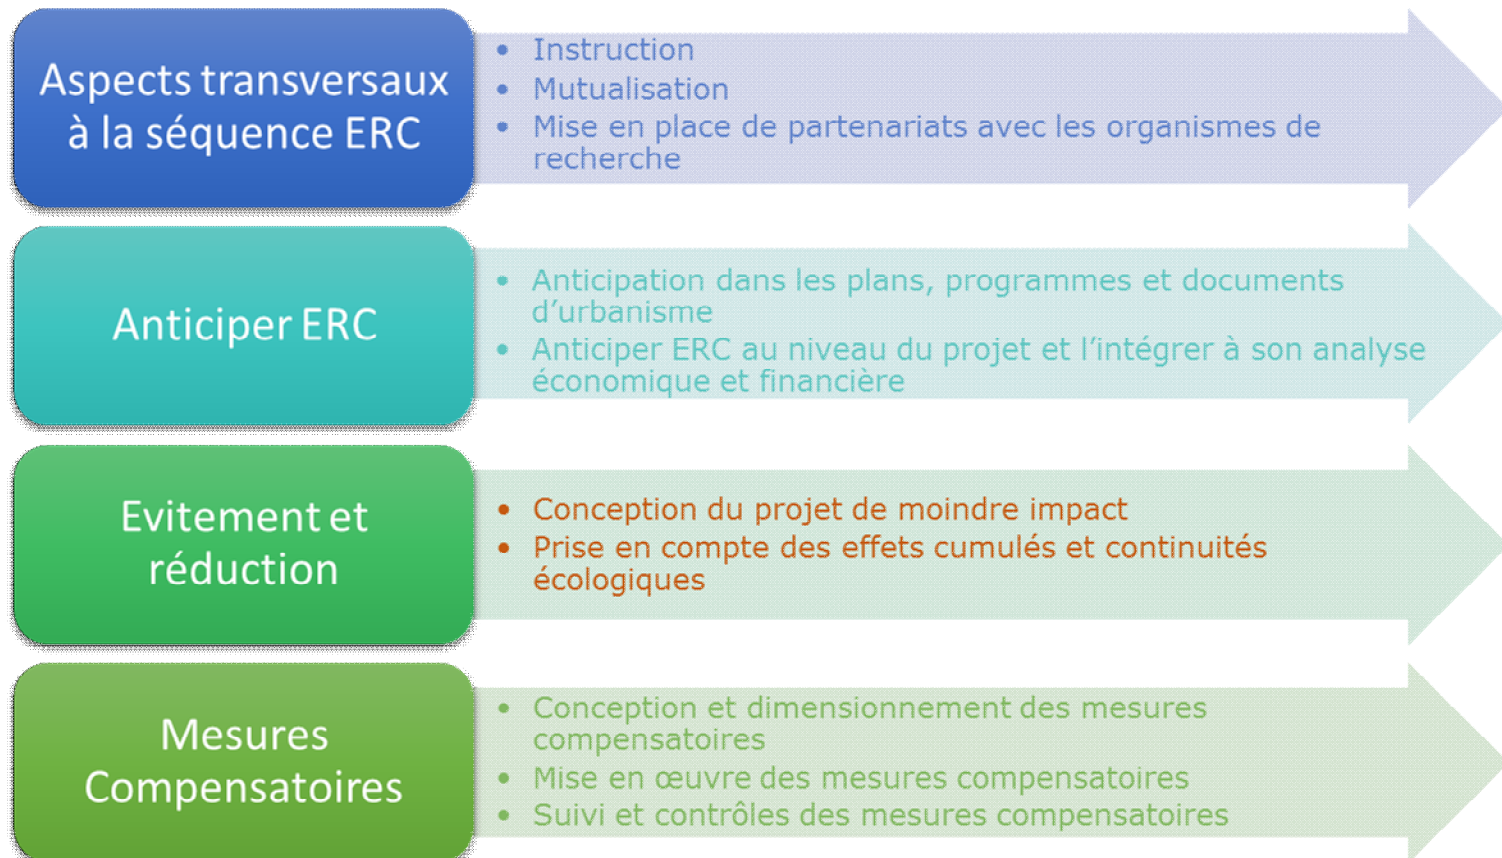 Aspects transversaux
à la séquence ERC
• Instruction
• Mutualisation
• Mise en place de partenariats avec les organismes de
recherche
Anticiper ERC
• Anticipation dans les plans, programmes et documents
d’urbanisme
• Anticiper ERC au niveau du projet et l’intégrer à son analyse
économique et financière
Evitement et
réduction
• Conception du projet de moindre impact
• Prise en compte des effets cumulés et continuités
écologiques
Mesures
Compensatoires
• Conception et dimensionnement des mesures
compensatoires
• Mise en œuvre des mesures compensatoires
• Suivi et contrôles des mesures compensatoires